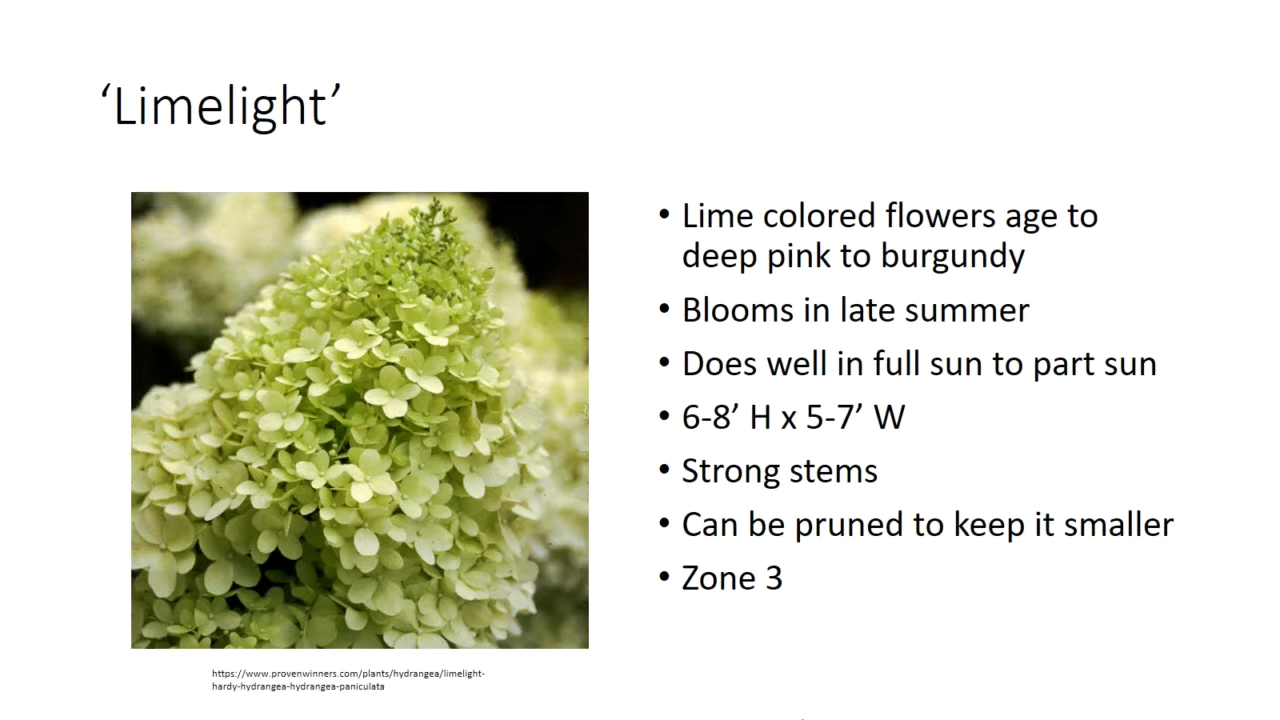 ‘Limelight’
• Lime colored flowers age to
deep pink to burgundy
• Blooms in late summer
• Does well in full sun to part sun
• 6-8’ H x 5-7’ W
• Strong stems
• Can be pruned to keep it smaller
• Zone 3
https://www.provenwinners.com/plants/hydrangea/limelight-
hardy-hydrangea-hydrangea-paniculata